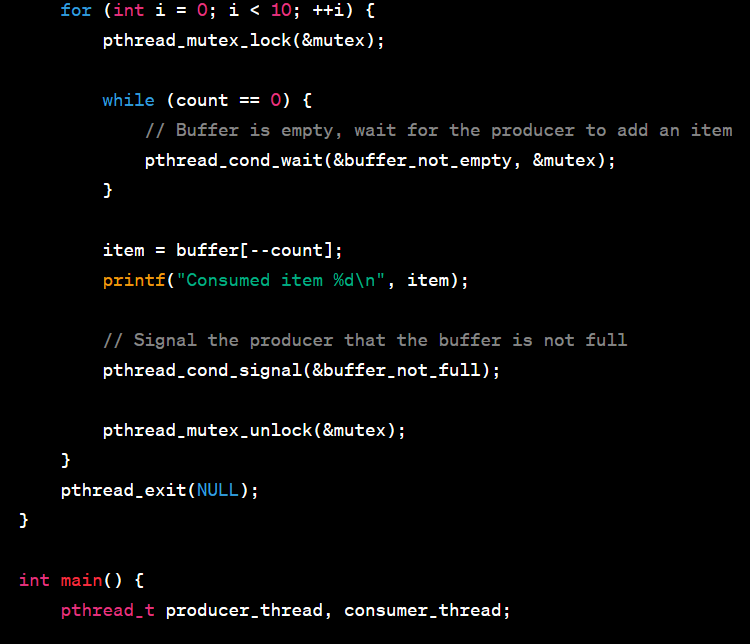 for (int i = 0; i < 10; ++i) {
        pthread_mutex_lock(&mutex);

        while (count == 0) {
            // Buffer is empty, wait for the producer to add an item
            pthread_cond_wait(&buffer_not_empty, &mutex);
        }

        item = buffer[--count];
        printf("Consumed item %d\n", item);

        // Signal the producer that the buffer is not full
        pthread_cond_signal(&buffer_not_full);

        pthread_mutex_unlock(&mutex);
    }
    pthread_exit(NULL);
}

int main() {
    pthread_t producer_thread, consumer_thread;